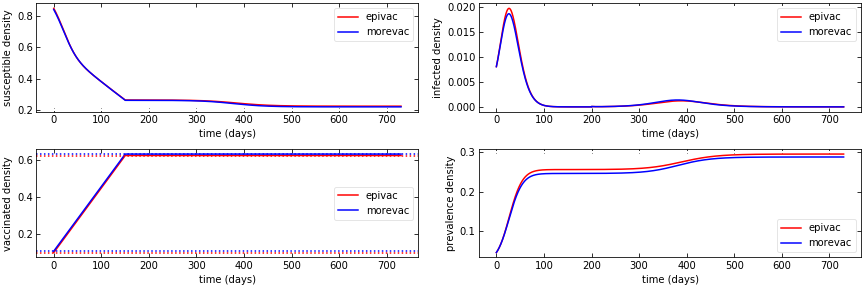 susceptible density
0.8
0.6
0.4
0.2
epivac
morevac
0 100 200 300 400 500 600 700
time (days)
infected density
0.020
0.015
0.010
0.005
0.000
epivac
morevac
0 100 200 300 400 500 600 700
time (days)
vaccinated density
0.6
0.4
0.2
epivac
morevac
0 100 200 300 400 500 600 700
time (days)
prevalence density
0.3
0.2
0.1
epivac
morevac
0 100 200 300 400 500 600 700
time (days)